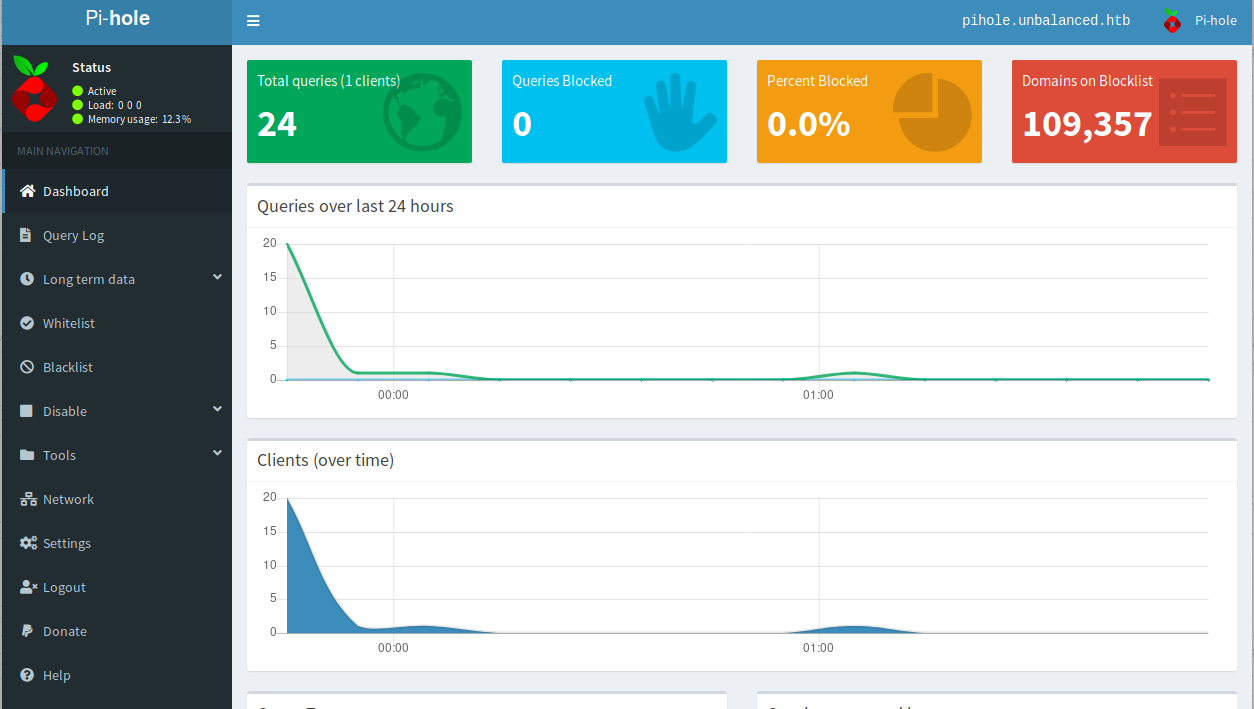 Pi-hole
pihole.unbalanced.htb
Pi-hole
Status
Active
Load: 0 0 0
Memory usage: 12.3 %
MAIN NAVIGATION
Dashboard
Query Log
Long term data
Whitelist
Blacklist
Disable
Tools
Network
Settings
Logout
Donate
Help
Total queries (1 clients)
24
Queries Blocked
0
Percent Blocked
0.0%
Domains on Blocklist
109,357
Queries over last 24 hours
20
15
10
5
0
00:00
01:00
Clients (over time)
20
15
10
5
0
00:00
01:00